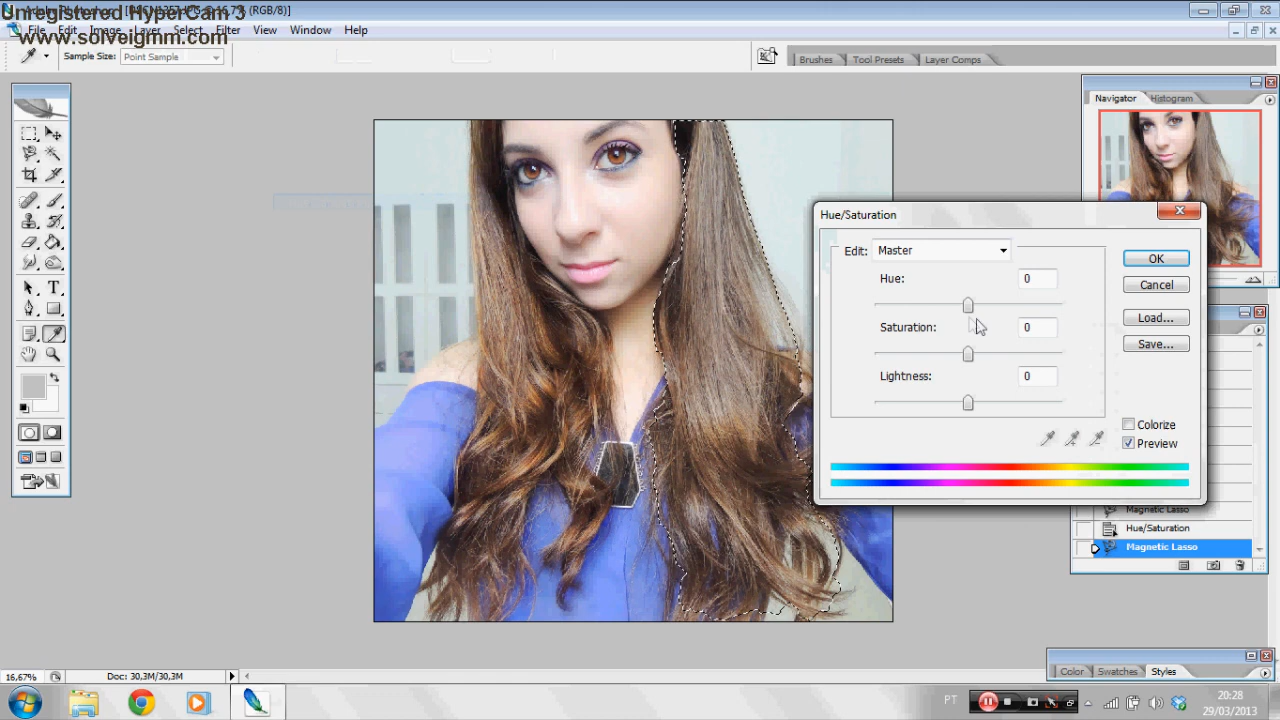 Unregistered HyperCam 3
www.solveigmm.com
File Edit Image Layer Select Filter View Window Help
Sample Size: Point Sample
Brushes Tool Presets Layer Comps
Navigator Histogram
Hue/Saturation
Edit: Master
OK
Hue: 0
Cancel
Saturation: 0
Load...
Save...
Lightness: 0
Colorize
Preview
Magnetic Lasso
Hue/Saturation
Magnetic Lasso
Color Swatches Styles
16,67% Doc: 30,3M/30,3M
PT
20:28
29/03/2013